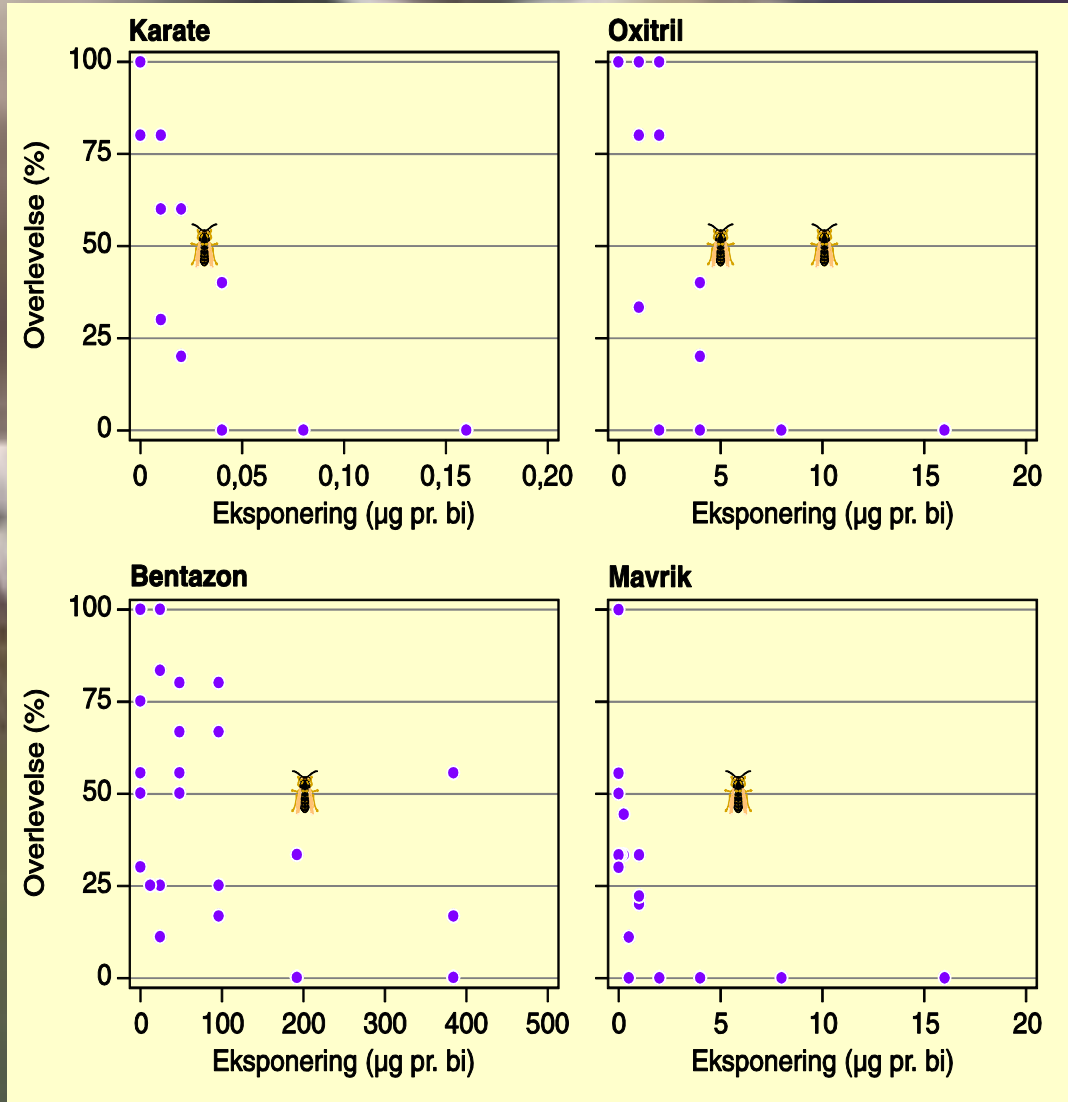 Karate
Oxitril
Overlevelse (%)
100
75
50
25
0
0 0,05 0,10 0,15 0,20
0 5 10 15 20
Eksponering (µg pr. bi)
Eksponering (µg pr. bi)
Bentazon
Mavrik
Overlevelse (%)
100
75
50
25
0
0 100 200 300 400 500
0 5 10 15 20
Eksponering (µg pr. bi)
Eksponering (µg pr. bi)